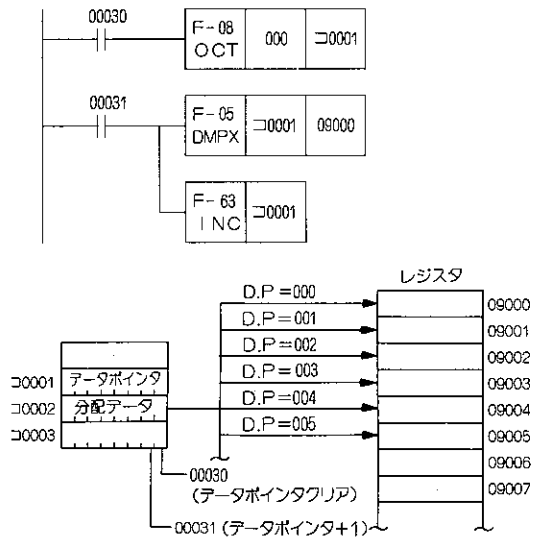 00030
F-08
OCT
000
コ0001
00031
F-05
DMPX
コ0001
09000
F-63
INC
コ0001
レジスタ
D.P=000
09000
D.P=001
09001
D.P=002
09002
コ0001
データポインタ
D.P=003
09003
コ0002
分配データ
D.P=004
09004
コ0003
D.P=005
09005
09006
00030
(データポインタクリア)
09007
00031 (データポインタ+1)